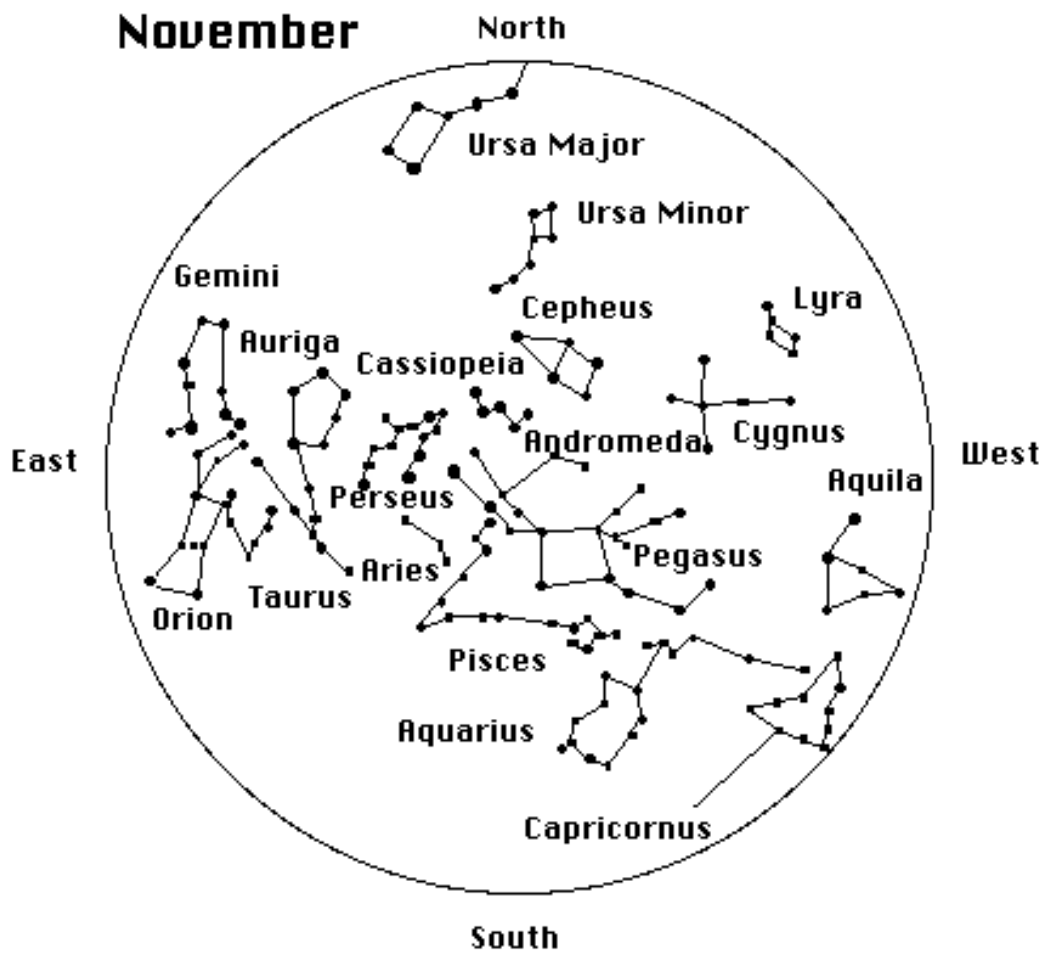 November
North
Ursa Major
Ursa Minor
Gemini
Lyra
Cepheus
Auriga
Cassiopeia
Andromeda
Cygnus
East
West
Aquila
Perseus
Pegasus
Aries
Taurus
Orion
Pisces
Aquarius
Capricornus
South